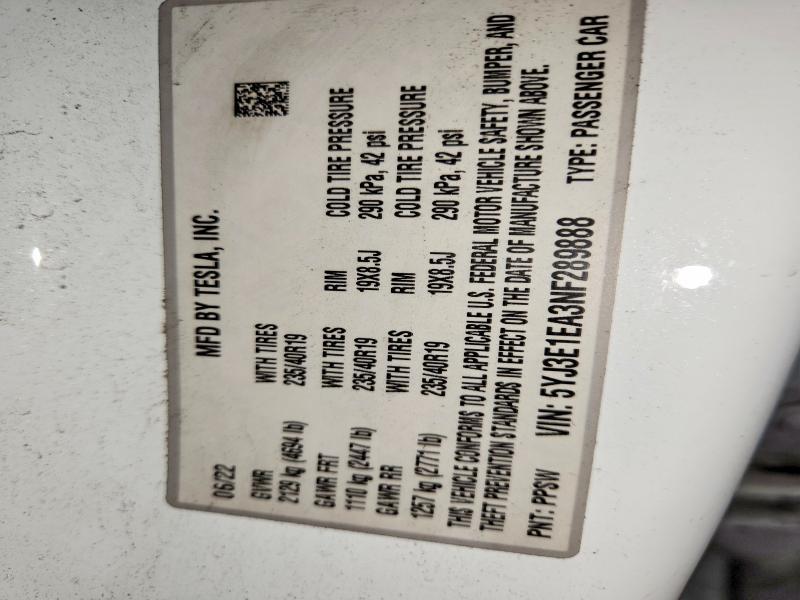 MFD BY TESLA, INC.
06/22
GVWR WITH TIRES
2129 kg (4694 lb) 235/40R19
GAWR FRT WITH TIRES RIM COLD TIRE PRESSURE
1110 kg (2447 lb) 235/40R19 19X8.5J 290 kPa, 42 psi
GAWR RR WITH TIRES RIM COLD TIRE PRESSURE
1257 kg (2771 lb) 235/40R19 19X8.5J 290 kPa, 42 psi
THIS VEHICLE CONFORMS TO ALL APPLICABLE U.S. FEDERAL MOTOR VEHICLE SAFETY, BUMPER, AND
THEFT PREVENTION STANDARDS IN EFFECT ON THE DATE OF MANUFACTURE SHOWN ABOVE.
PNT: PPSW VIN: 5YJ3E1EA3NF289888 TYPE: PASSENGER CAR